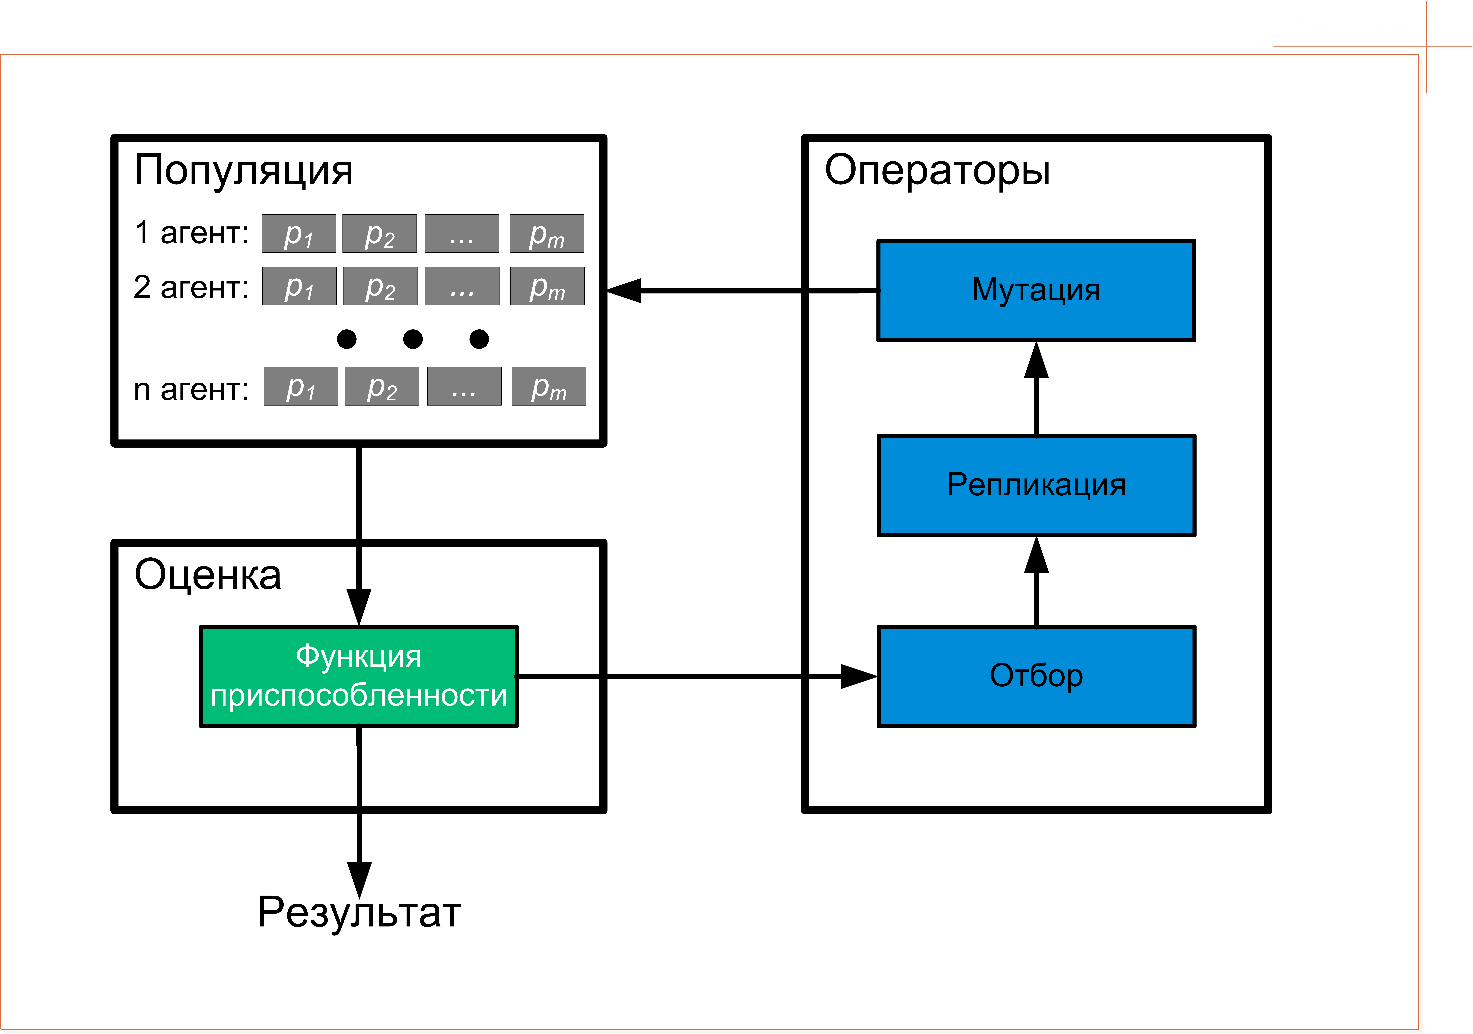 Популяция
1 агент: p1 p2 ... pm
2 агент: p1 p2 ... pm
n агент: p1 p2 ... pm
Оценка
Функция
приспособленности
Результат
Операторы
Мутация
Репликация
Отбор